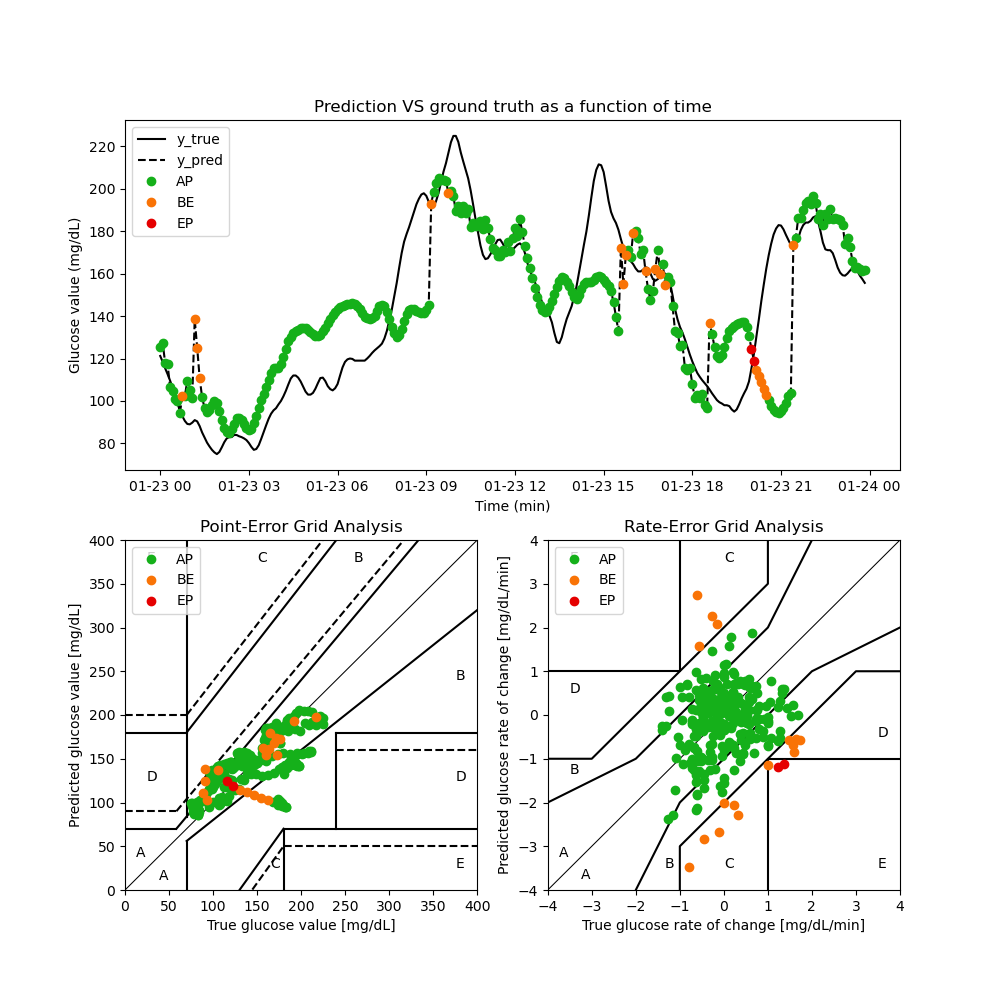 Prediction VS ground truth as a function of time
Glucose value (mg/dL)
220
200
180
160
140
120
100
80
y_true
y_pred
AP
BE
EP
01-23 00 01-23 03 01-23 06 01-23 09 01-23 12 01-23 15 01-23 18 01-23 21 01-24 00
Time (min)
Point-Error Grid Analysis
Predicted glucose value [mg/dL]
400
350
300
250
200
150
100
50
0
AP
BE
EP
C B
B
D D
A
A C E
0 50 100 150 200 250 300 350 400
True glucose value [mg/dL]
Rate-Error Grid Analysis
Predicted glucose rate of change [mg/dL/min]
4
3
2
1
0
−1
−2
−3
−4
AP
BE
EP
C
D
D
B
A
A B C E
−4 −3 −2 −1 0 1 2 3 4
True glucose rate of change [mg/dL/min]